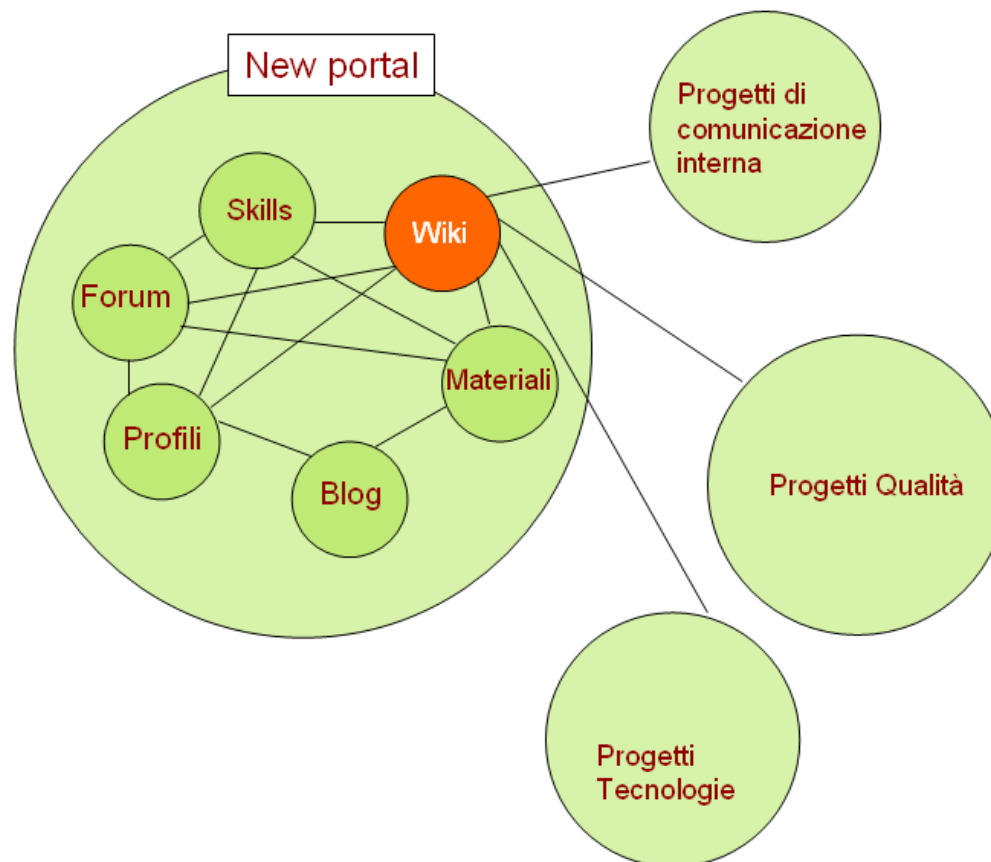 New portal
Progetti di
comunicazione
interna
Skills
Wiki
Forum
Materiali
Profili
Blog
Progetti Qualità
Progetti
Tecnologie